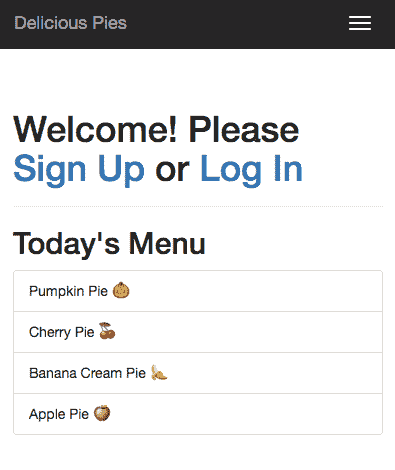 Delicious Pies
Welcome! Please
Sign Up or Log In
Today's Menu
Pumpkin Pie
Cherry Pie
Banana Cream Pie
Apple Pie